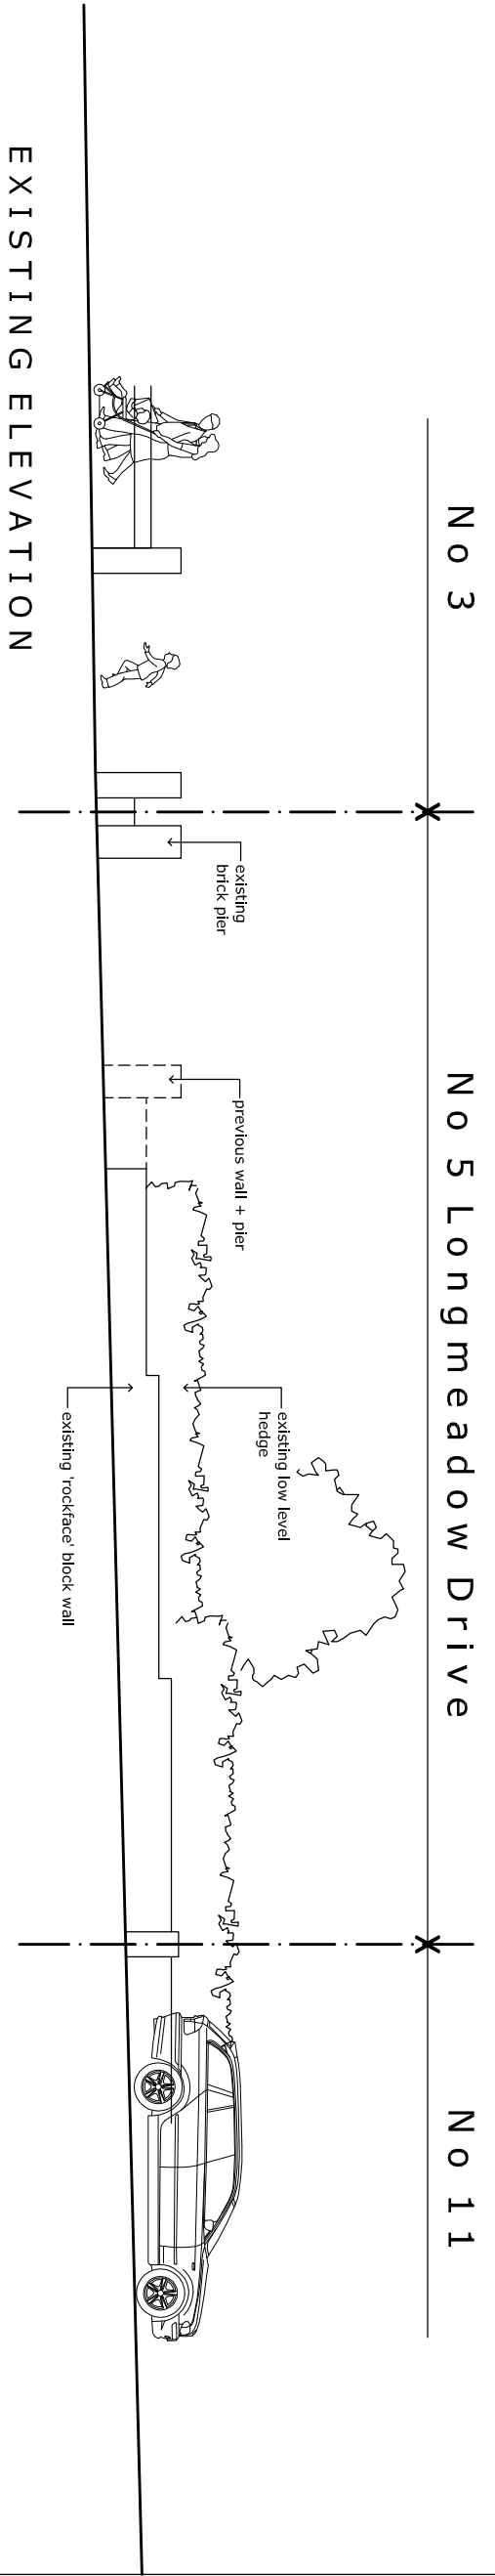 No 3
No 5 Longmeadow Drive
No 11
existing
brick pier
previous wall + pier
existing low level
hedge
existing 'rockface' block wall
EXISTING ELEVATION